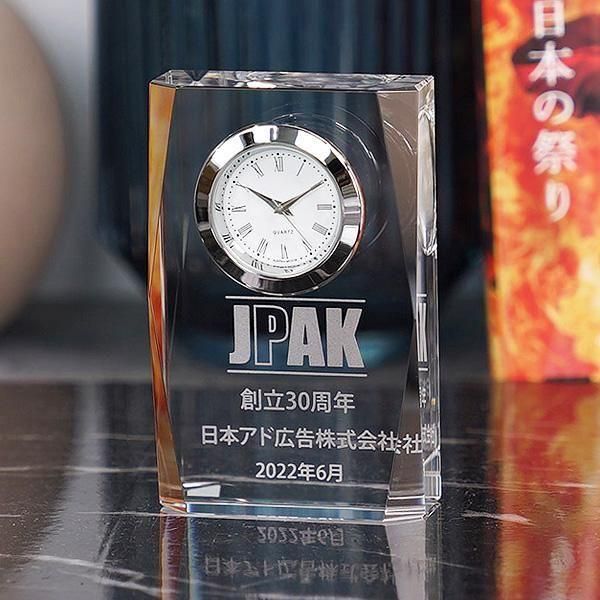 日本の祭り
QUARTZ
JPAK
創立30周年
日本アド広告株式会社
2022年6月